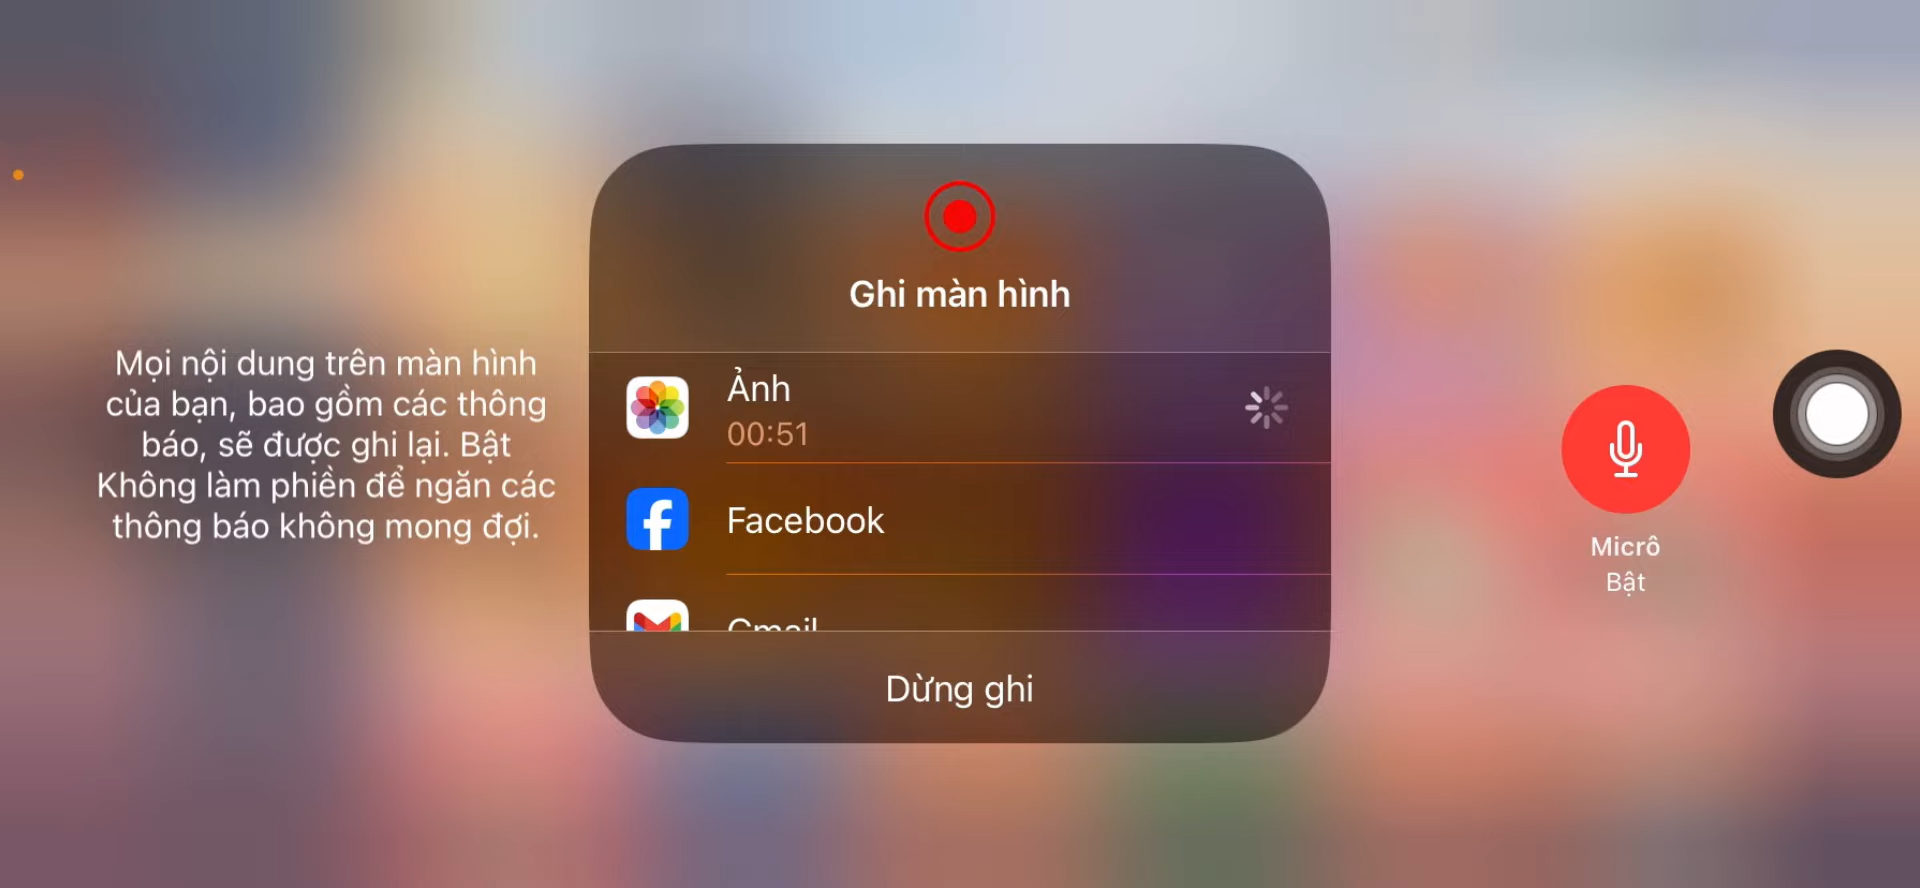 Mọi nội dung trên màn hình
của bạn, bao gồm các thông
báo, sẽ được ghi lại. Bật
Không làm phiền để ngăn các
thông báo không mong đợi.
Ghi màn hình
Ảnh
00:51
Facebook
Gmail
Dừng ghi
Micrô
Bật